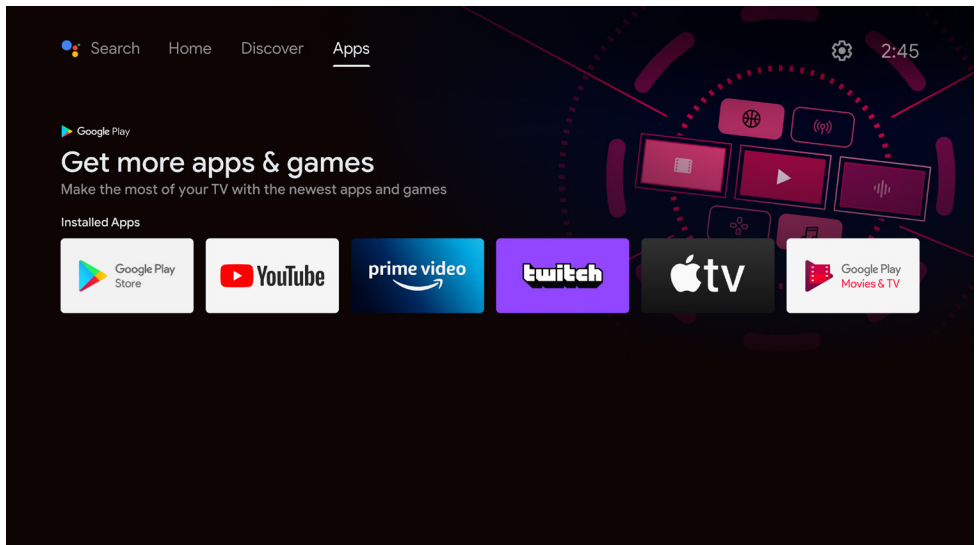 Search Home Discover Apps 2:45
Google Play
Get more apps & games
Make the most of your TV with the newest apps and games
Installed Apps
Google Play
Store
YouTube
prime video
twitch
tv
Google Play
Movies & TV